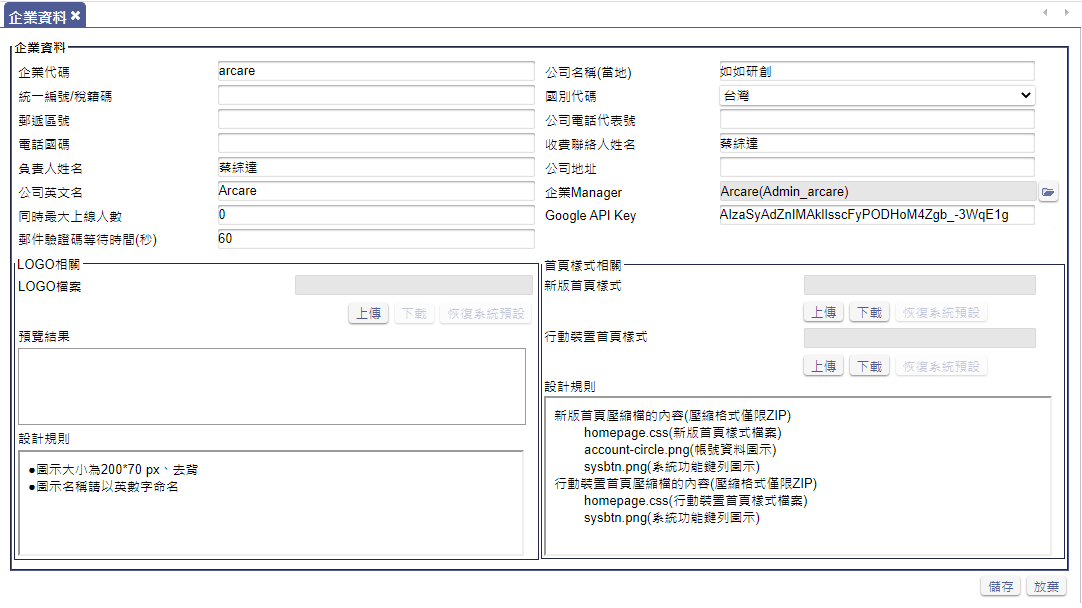 企業資料 ✖
企業資料
企業代碼 arcare 公司名稱(當地) 如如研創
統一編號/稅籍碼 國別代碼 台灣
郵遞區號 公司電話代表號
電話國碼 收費聯絡人姓名 蔡綜達
負責人姓名 蔡綜達 公司地址
公司英文名 Arcare 企業Manager Arcare(Admin_arcare)
同時最大上線人數 0 Google API Key AIzaSyAdZnIMAkIlsscFyPODHoM4Zgb_-3WqE1g
郵件驗證碼等待時間(秒) 60
LOGO相關
LOGO檔案
上傳 下載 恢復系統預設
預覽結果
設計規則
●圖示大小為200*70 px、去背
●圖示名稱請以英數字命名
首頁樣式相關
新版首頁樣式
上傳 下載 恢復系統預設
行動裝置首頁樣式
上傳 下載 恢復系統預設
設計規則
新版首頁壓縮檔的內容(壓縮格式僅限ZIP)
homepage.css(新版首頁樣式檔案)
account-circle.png(帳號資料圖示)
sysbtn.png(系統功能鍵列圖示)
行動裝置首頁壓縮檔的內容(壓縮格式僅限ZIP)
homepage.css(行動裝置首頁樣式檔案)
sysbtn.png(系統功能鍵列圖示)
儲存 放棄